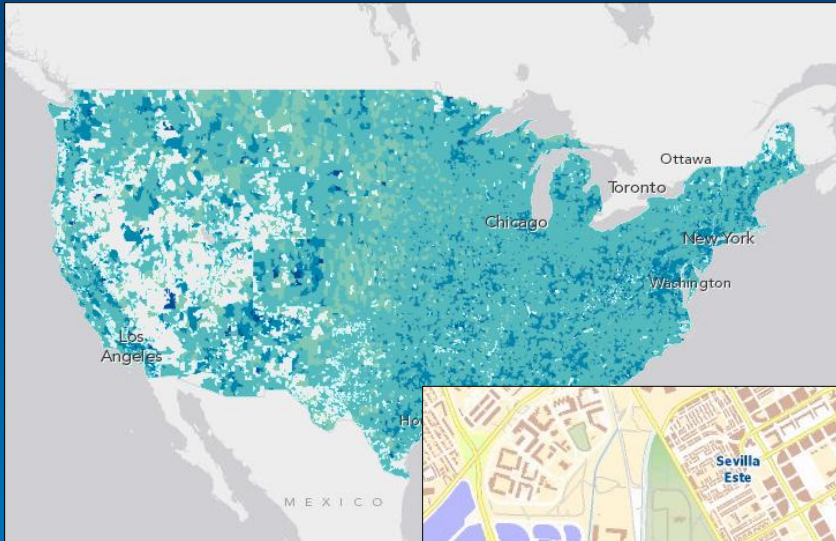 Ottawa
Toronto
Chicago
New York
Washington
Los
Angeles
MEXICO
Sevilla
Este